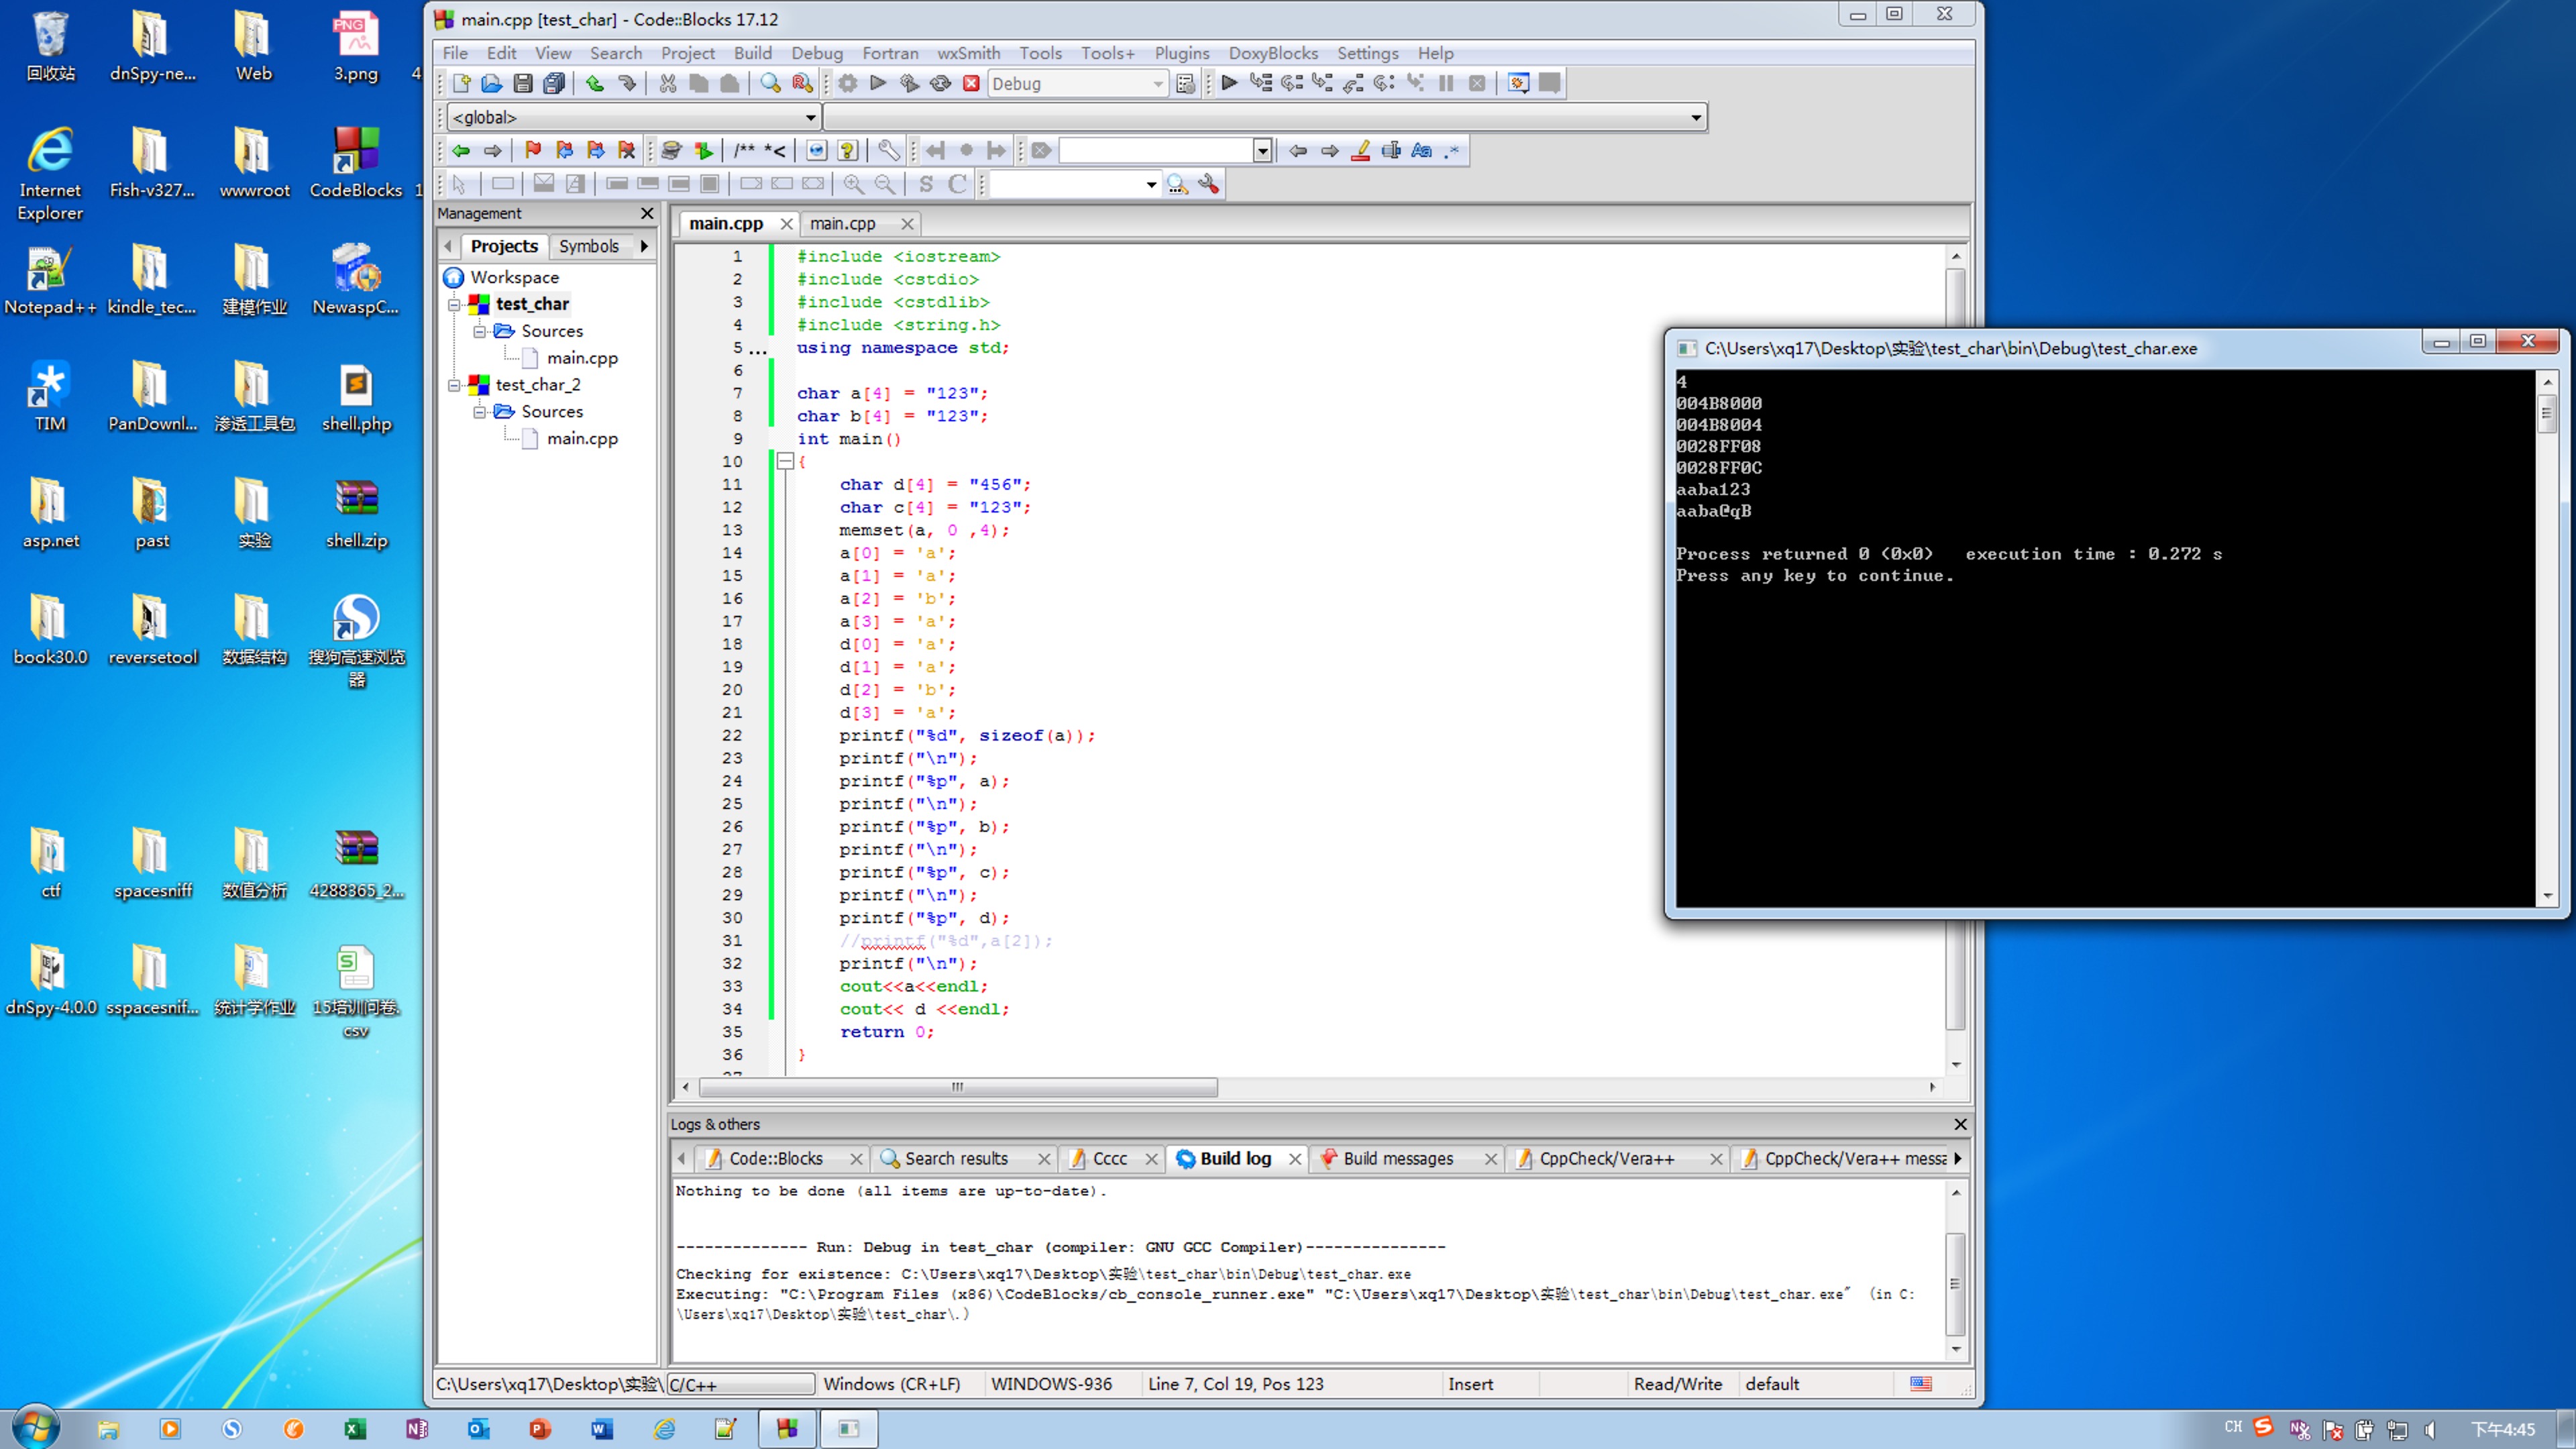 回收站
dnSpy-ne...
Web
3.png
4
Internet Explorer
Fish-v327...
wwwroot
CodeBlocks
1
Notepad++
kindle_tec...
建模作业
NewaspC...
TIM
PanDownl...
渗透工具包
shell.php
asp.net
past
实验
shell.zip
book30.0
reversetool
数据结构
搜狗高速浏览器
ctf
spacesniff
数值分析
4288365_2...
dnSpy-4.0.0
sspacesnif...
统计学作业
15培训问卷.csv
main.cpp [test_char] - Code::Blocks 17.12
File Edit View Search Project Build Debug Fortran wxSmith Tools Tools+ Plugins DoxyBlocks Settings Help
Debug
<global>
/** *<
S C
Management
Projects Symbols
Workspace
test_char
Sources
main.cpp
test_char_2
Sources
main.cpp
main.cpp main.cpp
1 #include <iostream>
2 #include <cstdio>
3 #include <cstdlib>
4 #include <string.h>
5 ... using namespace std;
6
7 char a[4] = "123";
8 char b[4] = "123";
9 int main()
10 {
11 char d[4] = "456";
12 char c[4] = "123";
13 memset(a, 0 ,4);
14 a[0] = 'a';
15 a[1] = 'a';
16 a[2] = 'b';
17 a[3] = 'a';
18 d[0] = 'a';
19 d[1] = 'a';
20 d[2] = 'b';
21 d[3] = 'a';
22 printf("%d", sizeof(a));
23 printf("\n");
24 printf("%p", a);
25 printf("\n");
26 printf("%p", b);
27 printf("\n");
28 printf("%p", c);
29 printf("\n");
30 printf("%p", d);
31 //printf("%d",a[2]);
32 printf("\n");
33 cout<<a<<endl;
34 cout<< d <<endl;
35 return 0;
36 }
Logs & others
Code::Blocks Search results Cccc Build log Build messages CppCheck/Vera++ CppCheck/Vera++ messa
Nothing to be done (all items are up-to-date).
-------------- Run: Debug in test_char (compiler: GNU GCC Compiler)---------------
Checking for existence: C:\Users\xq17\Desktop\实验\test_char\bin\Debug\test_char.exe
Executing: "C:\Program Files (x86)\CodeBlocks/cb_console_runner.exe" "C:\Users\xq17\Desktop\实验\test_char\bin\Debug\test_char.exe" (in C:
\Users\xq17\Desktop\实验\test_char\.)
C:\Users\xq17\Desktop\实验\ C/C++ Windows (CR+LF) WINDOWS-936 Line 7, Col 19, Pos 123 Insert Read/Write default
C:\Users\xq17\Desktop\实验\test_char\bin\Debug\test_char.exe
4
004B8000
004B8004
0028FF08
0028FF0C
aaba123
aaba@qB
Process returned 0 (0x0) execution time : 0.272 s
Press any key to continue.
CH 下午4:45